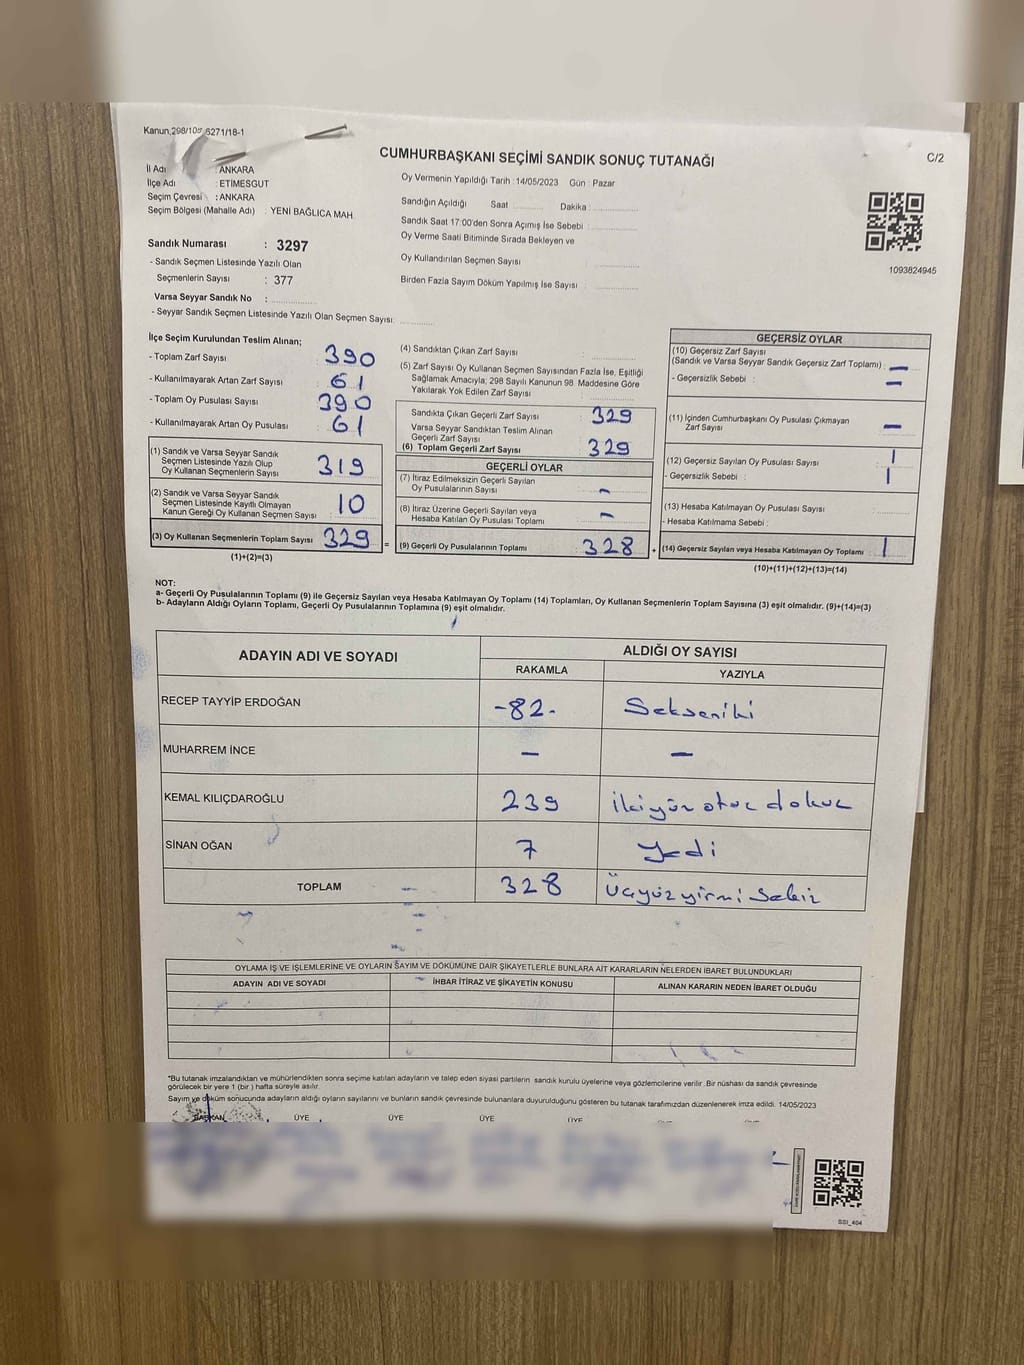 Kanun,298/105 6271/18-1
CUMHURBAŞKANI SEÇİMİ SANDIK SONUÇ TUTANAĞI
C/2
İl Adı : ANKARA
İlçe Adı : ETİMESGUT
Seçim Çevresi : ANKARA
Seçim Bölgesi (Mahalle Adı) : YENİ BAĞLICA MAH.
Sandık Numarası : 3297
- Sandık Seçmen Listesinde Yazılı Olan
Seçmenlerin Sayısı : 377
Varsa Seyyar Sandık No :
- Seyyar Seçmen Listesinde Yazılı Olan Seçmen Sayısı:
Oy Vermenin Yapıldığı Tarih : 14/05/2023 Gün : Pazar
Sandığın Açıldığı Saat Dakika :
Sandık Saat 17:00'den Sonra Açımış İse Sebebi :
Oy Verme Saati Bitiminde Sırada Bekleyen ve
Oy Kullandırılan Seçmen Sayısı
Birden Fazla Sayım Döküm Yapılmış İse Sayısı :
1093824945
İlçe Seçim Kurulundan Teslim Alınan;
- Toplam Zarf Sayısı 390
- Kullanılmayarak Artan Zarf Sayısı 61
- Toplam Oy Pusulası Sayısı 390
- Kullanılmayarak Artan Oy Pusulası 61
(1) Sandık ve Varsa Seyyar Sandık
Seçmen Listesinde Yazılı Olup
Oy Kullanan Seçmenlerin Sayısı 319
(2) Sandık ve Varsa Seyyar Sandık
Seçmen Listesinde Kayıtlı Olmayan
Kanun Gereği Oy Kullanan Seçmen Sayısı 10
(3) Oy Kullanan Seçmenlerin Toplam Sayısı 329 =
(1)+(2)=(3)
(4) Sandıktan Çıkan Zarf Sayısı :
(5) Zarf Sayısı Oy Kullanan Seçmen Sayısından Fazla İse, Eşitliği
Sağlamak Amacıyla; 298 Sayılı Kanunun 98. Maddesine Göre
Yakılarak Yok Edilen Zarf Sayısı :
Sandıkta Çıkan Geçerli Zarf Sayısı : 329
Varsa Seyyar Sandıktan Teslim Alınan
Geçerli Zarf Sayısı
(6) Toplam Geçerli Zarf Sayısı : 329
GEÇERLİ OYLAR
(7) İtiraz Edilmeksizin Geçerli Sayılan
Oy Pusulalarının Sayısı : -
(8) İtiraz Üzerine Geçerli Sayılan veya
Hesaba Katılan Oy Pusulası Toplamı : -
(9) Geçerli Oy Pusulalarının Toplamı : 328 +
GEÇERSİZ OYLAR
(10) Geçersiz Zarf Sayısı
(Sandık ve Varsa Seyyar Sandık Geçersiz Zarf Toplamı) : -
- Geçersizlik Sebebi : -
(11) İçinden Cumhurbaşkanı Oy Pusulası Çıkmayan
Zarf Sayısı -
(12) Geçersiz Sayılan Oy Pusulası Sayısı : 1
- Geçersizlik Sebebi : 1
(13) Hesaba Katılmayan Oy Pusulası Sayısı :
- Hesaba Katılmama Sebebi :
(14) Geçersiz Sayılan veya Hesaba Katılmayan Oy Toplamı : 1
(10)+(11)+(12)+(13)=(14)
NOT:
a- Geçerli Oy Pusulalarının Toplamı (9) ile Geçersiz Sayılan veya Hesaba Katılmayan Oy Toplamı (14) Toplamları, Oy Kullanan Seçmenlerin Toplam Sayısına (3) eşit olmalıdır. (9)+(14)=(3)
b- Adayların Aldığı Oyların Toplamı, Geçerli Oy Pusulalarının Toplamına (9) eşit olmalıdır.
ADAYIN ADI VE SOYADI ALDIĞI OY SAYISI
RAKAMLA YAZIYLA
RECEP TAYYİP ERDOĞAN -82- Seksen iki
MUHARREM İNCE - -
KEMAL KILIÇDAROĞLU 239 İkiyüz otuz dokuz
SİNAN OĞAN 7 Yedi
TOPLAM 328 Üçyüz yirmi Sekiz
OYLAMA İŞ VE İŞLEMLERİNE VE OYLARIN SAYIM VE DÖKÜMÜNE DAİR ŞİKAYETLERLE BUNLARA AİT KARARLARIN NELERDEN İBARET BULUNDUKLARI
ADAYIN ADI VE SOYADI İHBAR İTİRAZ VE ŞİKAYETİN KONUSU ALINAN KARARIN NEDEN İBARET OLDUĞU
*Bu tutanak imzalandıktan ve mühürlendikten sonra seçime katılan adayların ve talep eden siyasi partilerin sandık kurulu üyelerine veya gözlemcilerine verilir. Bir nüshası da sandık çevresinde
görülecek bir yere 1 (bir) hafta süreyle asılır.
Sayım ve döküm sonucunda adayların aldığı oyların sayılarını ve bunların sandık çevresinde bulunanlara duyurulduğunu gösteren bu tutanak tarafımızdan düzenlenerek imza edildi. 14/05/2023
BAŞKAN ÜYE ÜYE ÜYE ÜYE
SSI_404